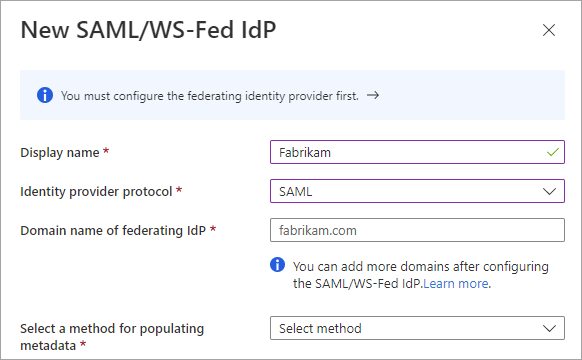 New SAML/WS-Fed IdP
You must configure the federating identity provider first. →
Display name *
Fabrikam
Identity provider protocol *
SAML
Domain name of federating IdP *
fabrikam.com
You can add more domains after configuring
the SAML/WS-Fed IdP.Learn more.
Select a method for populating
metadata *
Select method